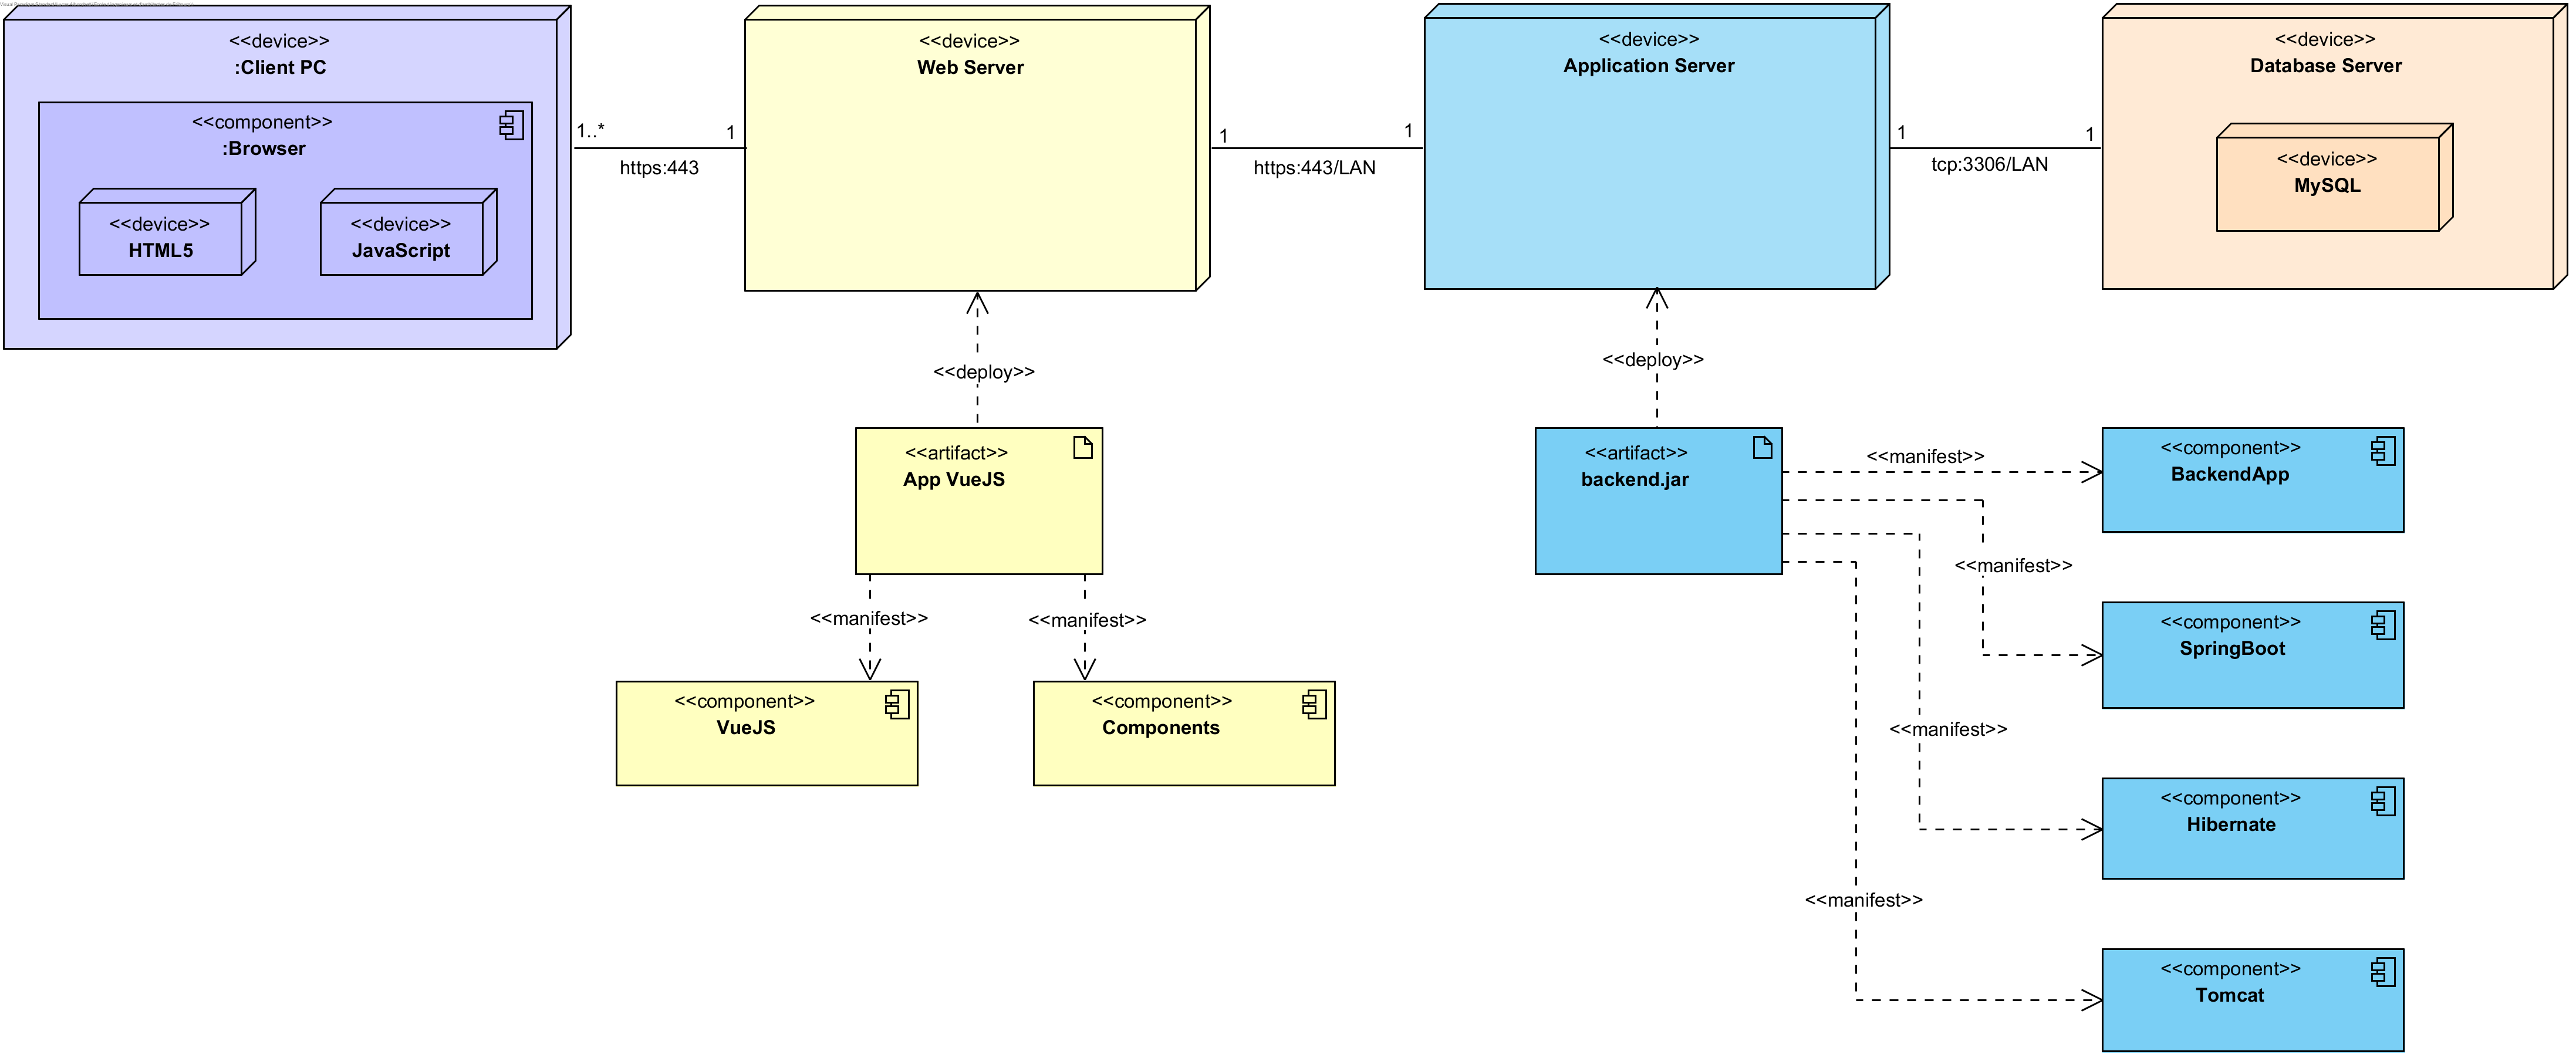 <<device>>
:Client PC
<<component>>
:Browser
<<device>>
HTML5
<<device>>
JavaScript
1..*
1
https:443
<<device>>
Web Server
1
1
https:443/LAN
<<device>>
Application Server
1
1
tcp:3306/LAN
<<device>>
Database Server
<<device>>
MySQL
<<deploy>>
<<deploy>>
<<artifact>>
App VueJS
<<manifest>>
<<manifest>>
<<component>>
VueJS
<<component>>
Components
<<artifact>>
backend.jar
<<manifest>>
<<component>>
BackendApp
<<manifest>>
<<component>>
SpringBoot
<<manifest>>
<<component>>
Hibernate
<<manifest>>
<<component>>
Tomcat